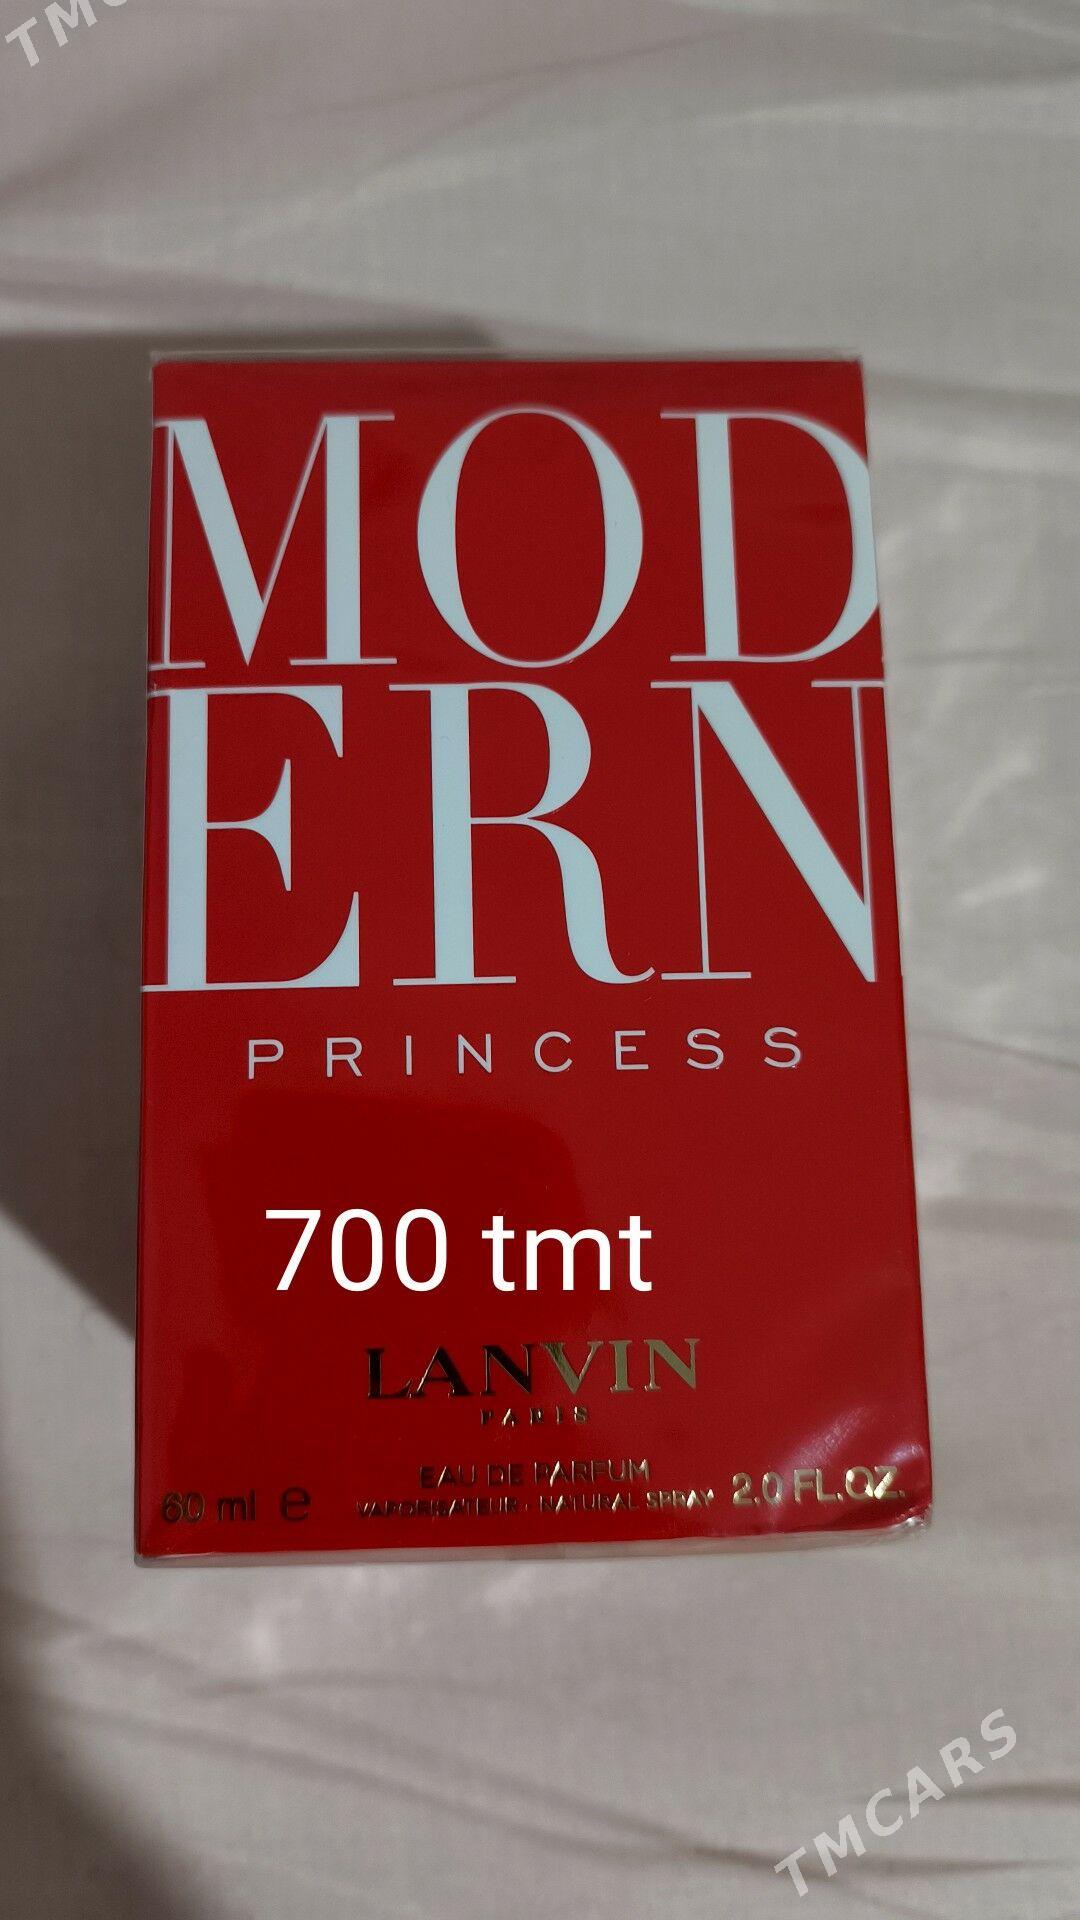 MOD
ERN
PRINCESS
700 tmt
LANVIN
PARIS
EAU DE PARFUM
60 ml e VAPORISATEUR · NATURAL SPRAY 2.0 FL.OZ.
TMCARS